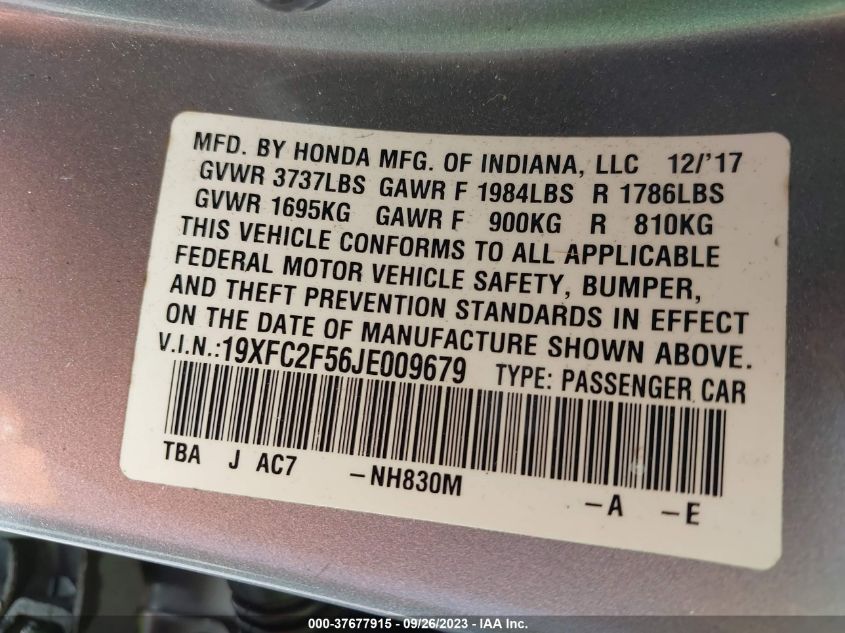 MFD. BY HONDA MFG. OF INDIANA, LLC 12/'17
GVWR 3737LBS GAWR F 1984LBS R 1786LBS
GVWR 1695KG GAWR F 900KG R 810KG
THIS VEHICLE CONFORMS TO ALL APPLICABLE
FEDERAL MOTOR VEHICLE SAFETY, BUMPER,
AND THEFT PREVENTION STANDARDS IN EFFECT
ON THE DATE OF MANUFACTURE SHOWN ABOVE.
V.I.N.:19XFC2F56JE009679 TYPE: PASSENGER CAR
TBA J AC7 -NH830M -A -E
000-37677915 - 09/26/2023 - IAA Inc.